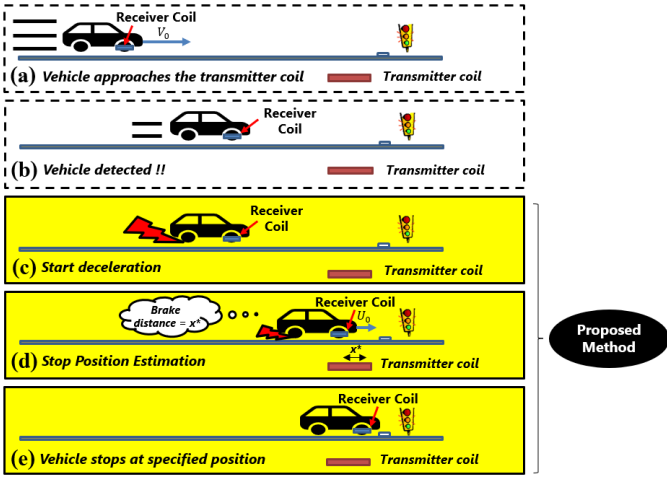 Receiver Coil
V₀
(a) Vehicle approaches the transmitter coil
Transmitter coil
Receiver
Coil
(b) Vehicle detected !!
Transmitter coil
Receiver
Coil
(c) Start deceleration
Transmitter coil
Brake
distance = x*
Receiver Coil
U₀
x*
(d) Stop Position Estimation
Transmitter coil
Receiver Coil
(e) Vehicle stops at specified position
Transmitter coil
Proposed
Method